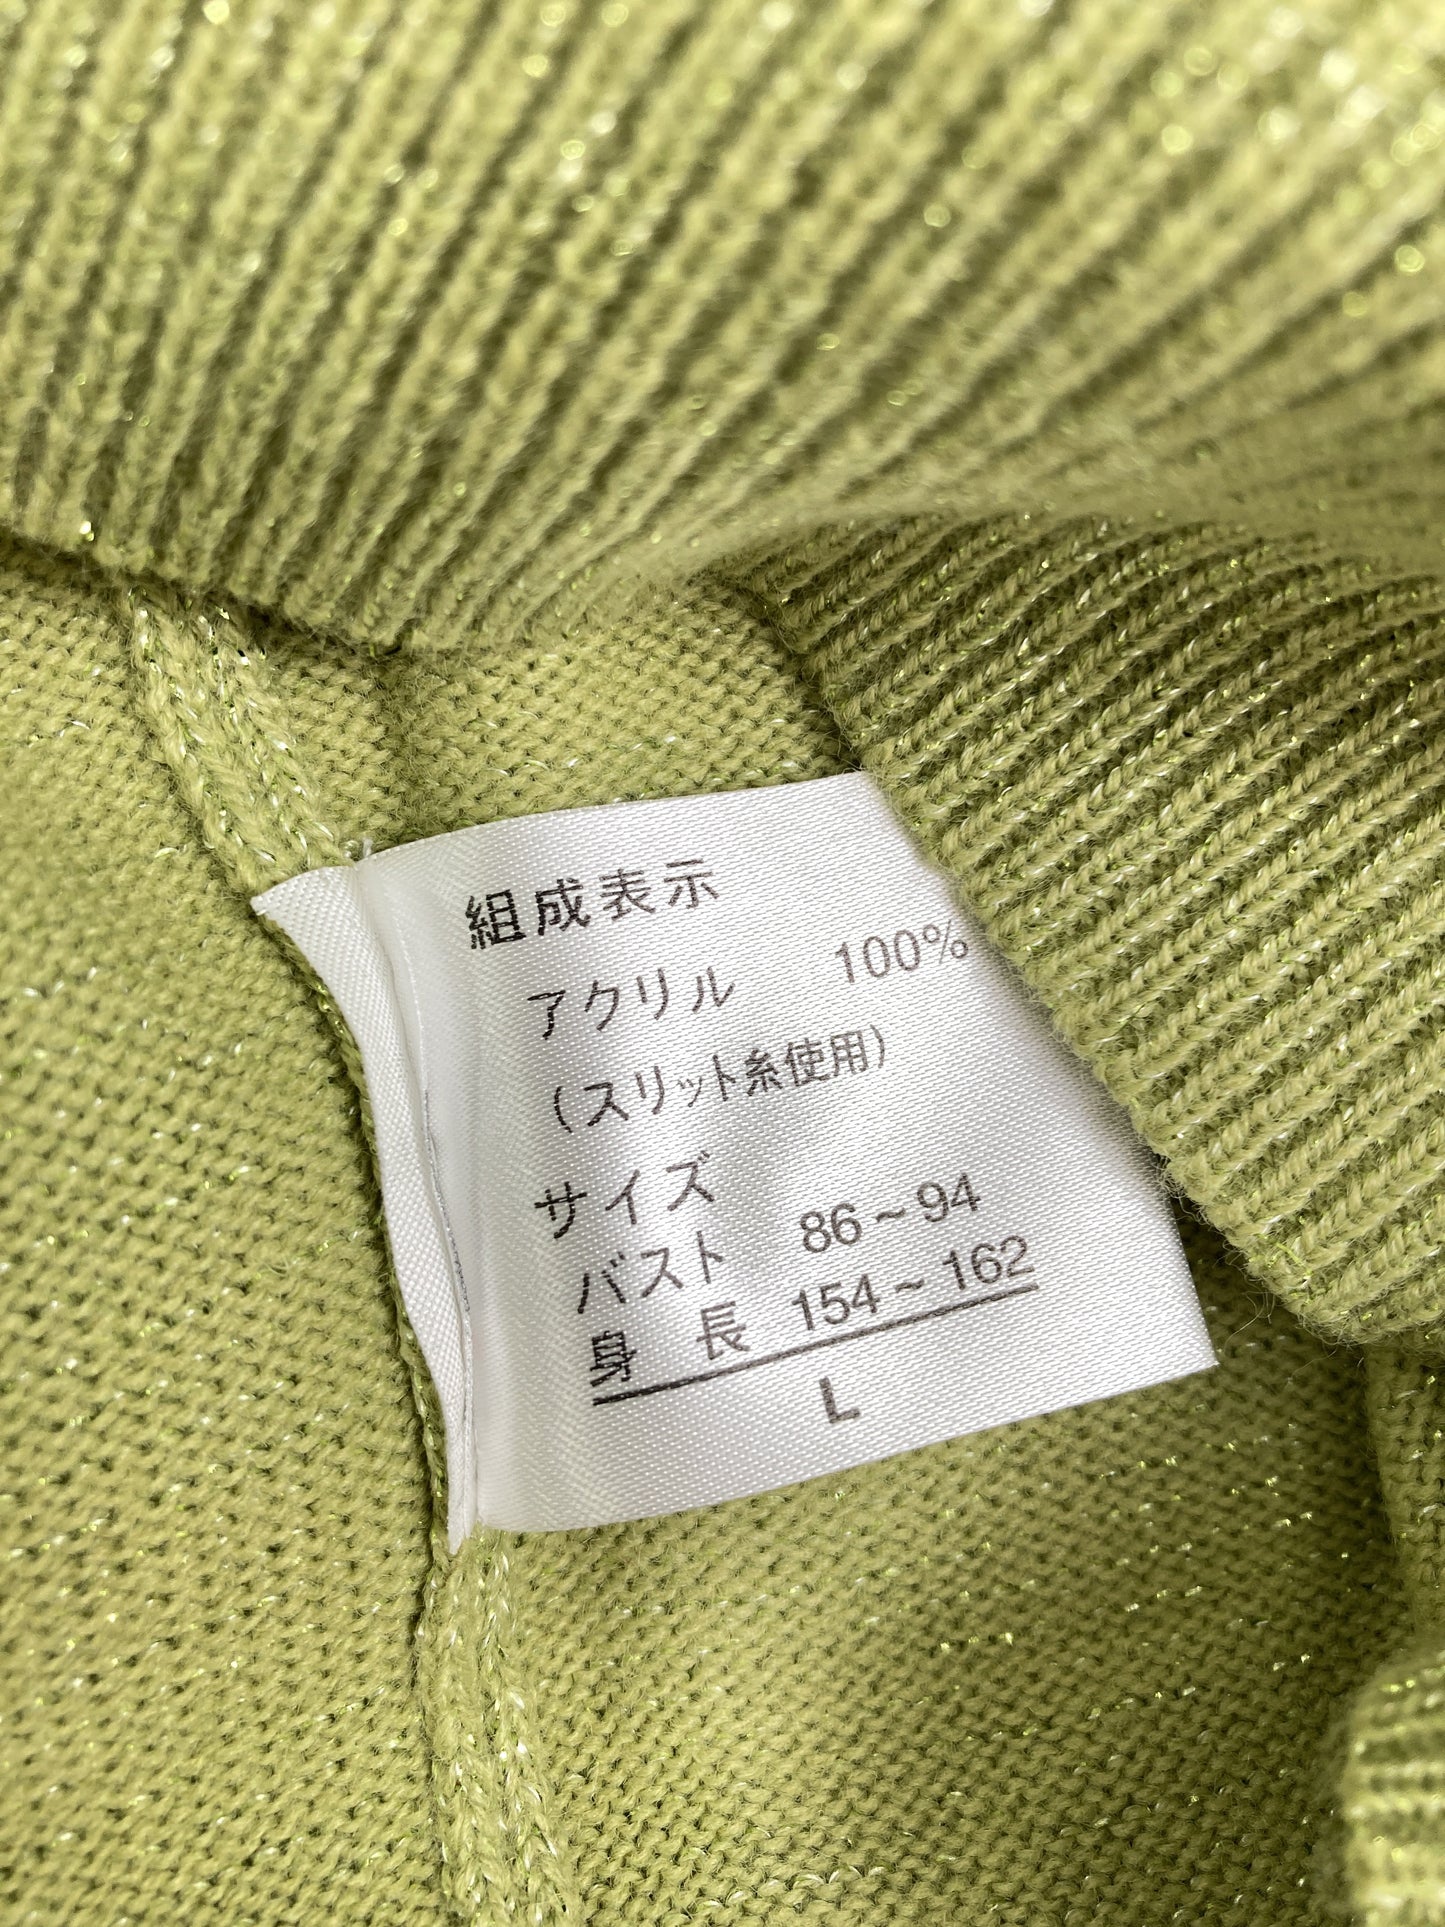 組成表示
アクリル 100%
(スリット糸使用)
サイズ
バスト 86~94
身長 154~162
L